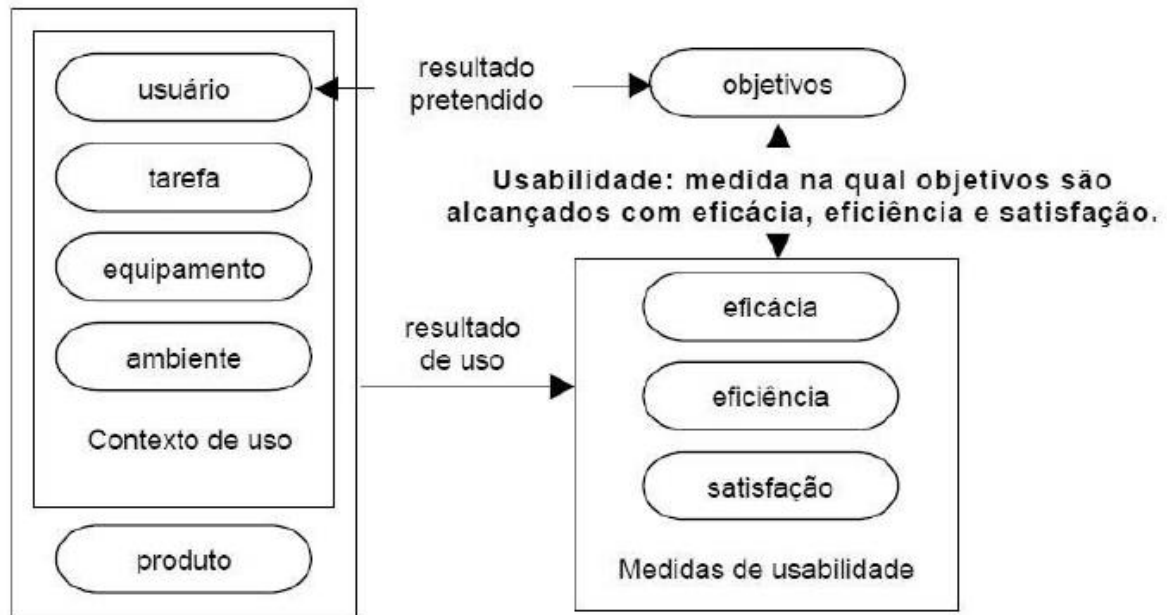 usuário
tarefa
equipamento
ambiente
Contexto de uso
produto
resultado
pretendido
objetivos
Usabilidade: medida na qual objetivos são
alcançados com eficácia, eficiência e satisfação.
resultado
de uso
eficácia
eficiência
satisfação
Medidas de usabilidade